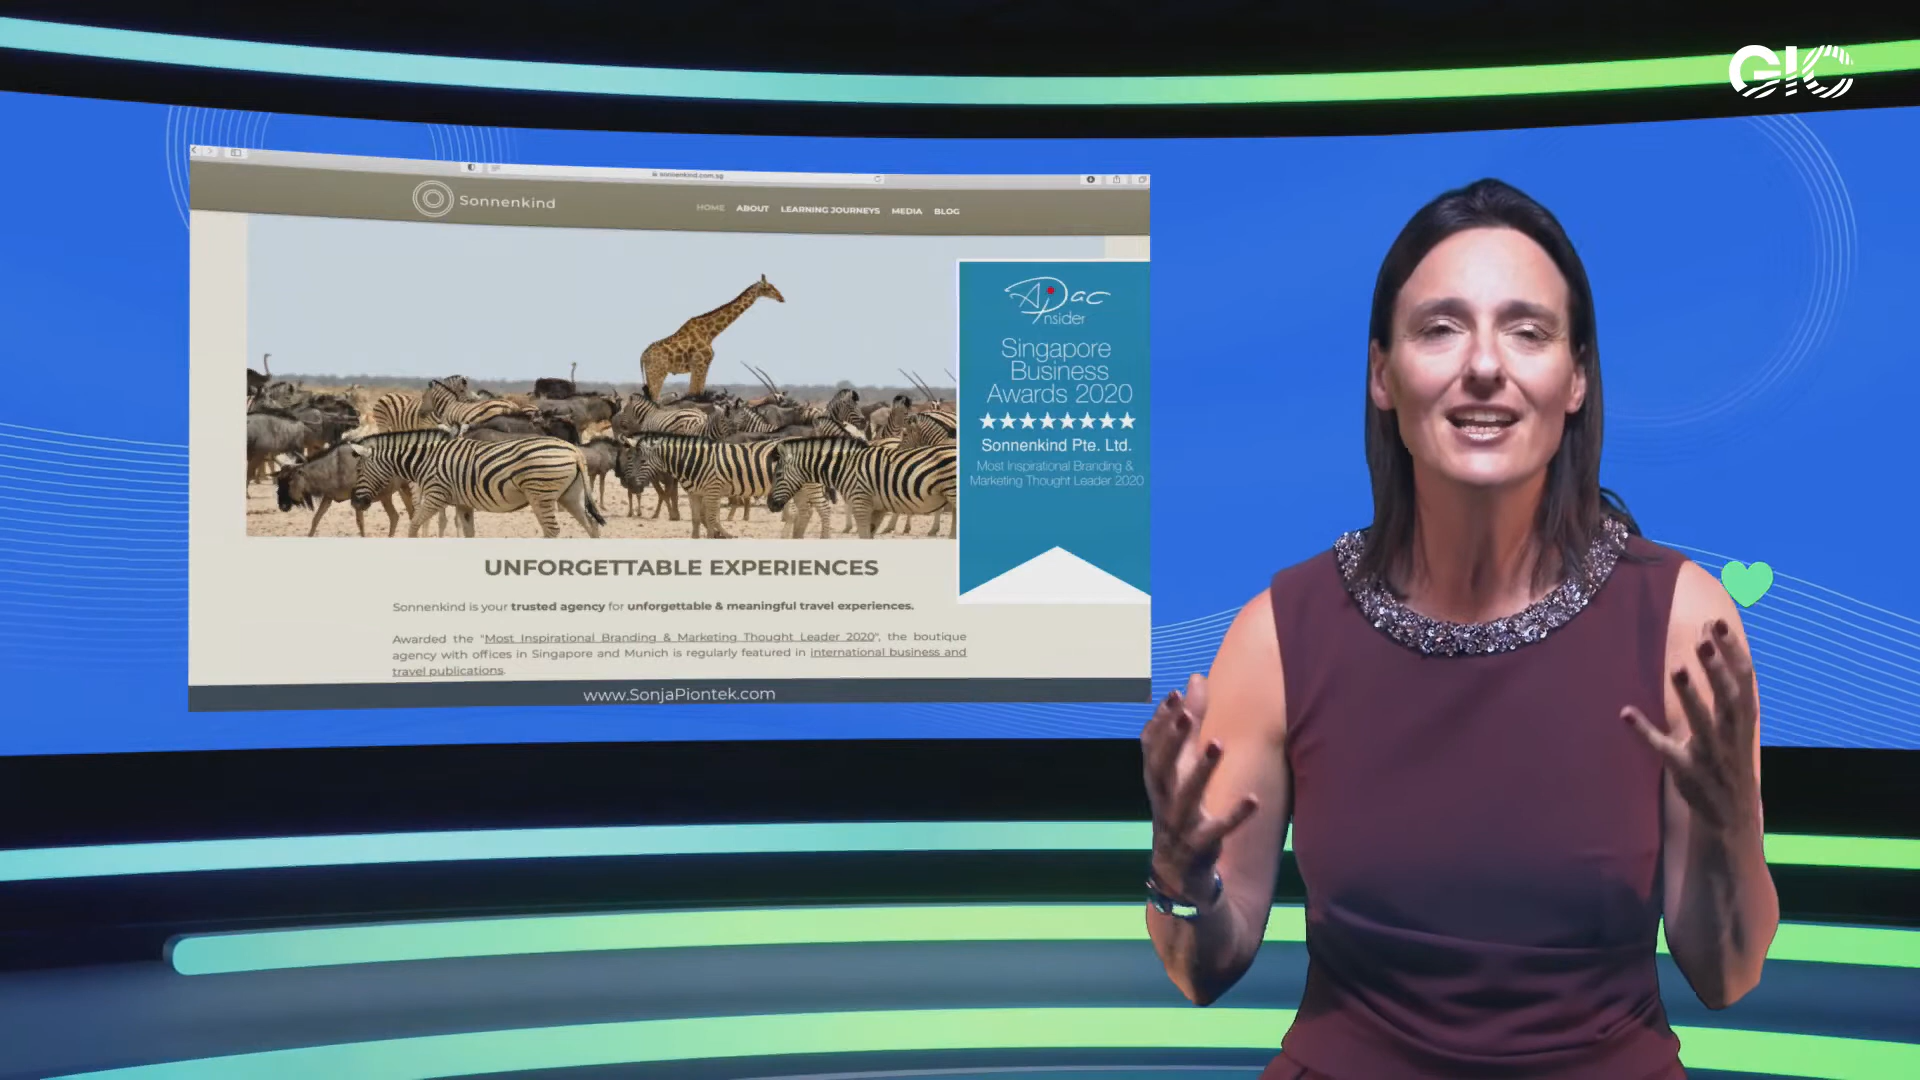 GIC
sonnenkind.com.sg
Sonnenkind
HOME ABOUT LEARNING JOURNEYS MEDIA BLOG
APac
Insider
Singapore
Business
Awards 2020
Sonnenkind Pte. Ltd.
Most Inspirational Branding &
Marketing Thought Leader 2020
UNFORGETTABLE EXPERIENCES
Sonnenkind is your trusted agency for unforgettable & meaningful travel experiences.
Awarded the "Most Inspirational Branding & Marketing Thought Leader 2020", the boutique
agency with offices in Singapore and Munich is regularly featured in international business and
travel publications.
www.SonjaPiontek.com